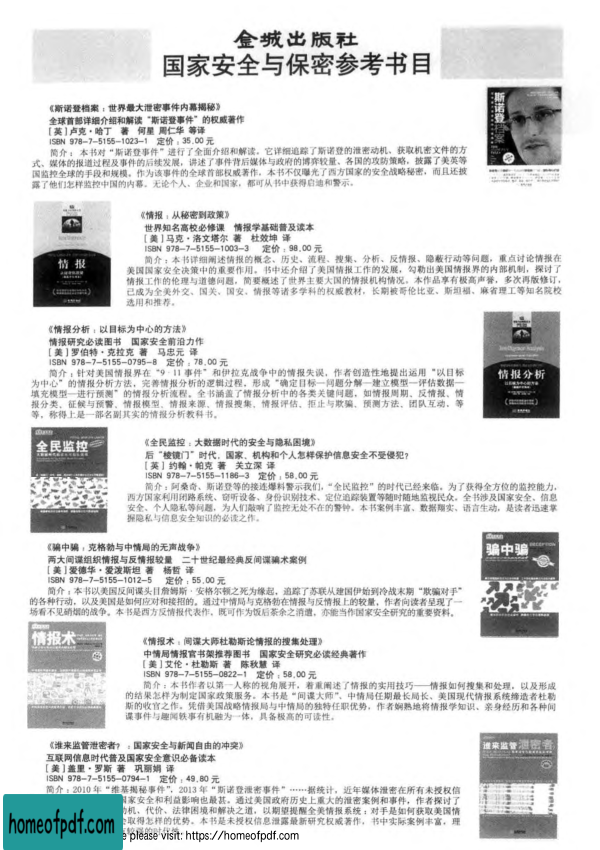 金城出版社
国家安全与保密参考书目
《斯诺登档案：世界最大泄密事件内幕揭秘》
全球首部详细介绍和解读“斯诺登事件”的权威著作
[英]卢克·哈丁 著 何星 周仁华 等译
ISBN 978-7-5155-1023-1 定价：35.00元
简介：本书对“斯诺登事件”进行了全面介绍和解读。它详细追踪了斯诺登的泄密动机、获取机密文件的方
式、媒体的报道过程及事件的后续发展，讲述了事件背后媒体与政府的博弈较量、各国的攻防策略，披露了美英等
国监控全球的手段和规模。作为该事件的全球首部权威著作，本书不仅曝光了西方国家的安全战略秘密，而且还披
露了他们怎样监控中国的内幕。无论个人、企业和国家，都可从书中获得启迪和警示。
斯诺登
档案
《情报：从秘密到政策》
世界知名高校必修课 情报学基础普及读本
[美]马克·洛文塔尔 著 杜效坤 译
ISBN 978-7-5155-1003-3 定价：98.00元
简介：本书详细阐述情报的概念、历史、流程、搜集、分析、反情报、隐蔽行动等问题，重点讨论情报在
美国国家安全决策中的重要作用。书中还介绍了美国情报工作的发展，勾勒出美国情报界的内部机制，探讨了
情报工作的伦理与道德问题，简要概述了世界主要大国的情报机构情况。本作品享有极高声誉，多次再版修订，
已成为全美外交、国关、国安、情报等诸多学科的权威教材，长期被哥伦比亚、斯坦福、麻省理工等知名院校
选用和推荐。
情报
《情报分析：以目标为中心的方法》
情报研究必读图书 国家安全前沿力作
[美]罗伯特·克拉克 著 马忠元 译
ISBN 978-7-5155-0795-8 定价：78.00元
简介：针对美国情报界在“9·11事件”和伊拉克战争中的情报失误，作者创造性地提出运用“以目标
为中心”的情报分析方法，完善情报分析的逻辑过程，形成“确定目标—问题分解—建立模型—评估数据—
填充模型—进行预测”的情报分析流程。全书涵盖了情报分析中的各类关键问题，如情报周期、反情报、情
报分类、征候与预警、情报模型、情报来源、情报搜集、情报评估、拒止与欺骗、预测方法、团队互动，等
等，称得上是一部名副其实的情报分析教科书。
情报分析
以目标为中心的方法
《全民监控：大数据时代的安全与隐私困境》
后“棱镜门”时代，国家、机构和个人怎样保护信息安全不受侵犯？
[英]约翰·帕克 著 关立深 译
ISBN 978-7-5155-1186-3 定价：58.00元
简介：阿桑奇、斯诺登等的接连爆料警示我们，“全民监控”的时代已经来临。为了获得全方位的监控能力，
西方国家利用闭路系统、窃听设备、身份识别技术、定位追踪装置等随时随地监视民众。全书涉及国家安全、信息
安全、个人隐私等问题，为人们敲响了监控无处不在的警钟。本书案例丰富、数据翔实、语言生动，是读者迅速掌
握隐私与信息安全知识的必读之作。
全民监控
《骗中骗：克格勃与中情局的无声战争》
两大间谍组织情报与反情报较量 二十世纪最经典反间谍骗术案例
[美]爱德华·爱泼斯坦 著 杨哲 译
ISBN 978-7-5155-1012-5 定价：55.00元
简介：本书以美国反间谍头目詹姆斯·安格尔顿之死为缘起，追踪了苏联从建国伊始到冷战末期“欺骗对手”
的各种行动，以及美国是如何应对和接招的。通过中情局与克格勃在情报与反情报上的较量，作者向读者呈现了一
场看不见硝烟的战争。本书是西方反情报代表作，既可作为饭后茶余之消遣，亦能当作国家安全研究的重要资料。
骗中骗
DECEPTION
《情报术：间谍大师杜勒斯论情报的搜集处理》
中情局情报官书架推荐图书 国家安全研究必读经典著作
[美]艾伦·杜勒斯 著 陈秋慧 译
ISBN 978-7-5155-0822-1 定价：58.00元
简介：本书作者以第一人称的视角展开，着重阐述了情报的实用技巧——情报如何搜集和处理，以及形成
的结果怎样为制定国家政策服务。本书是“间谍大师”、中情局任期最长局长、美国现代情报系统缔造者杜勒
斯的收官之作。凭借美国战略情报局与中情局的独特任职优势，作者娴熟地将情报学知识、亲身经历和各种间
谍事件与趣闻轶事有机融为一体，具备极高的可读性。
情报术
《谁来监管泄密者？：国家安全与新闻自由的冲突》
互联网信息时代普及国家安全意识必备读本
[美]盖里·罗斯 著 巩丽娟 译
ISBN 978-7-5155-0794-1 定价：49.80元
简介：2010年“维基揭秘事件”，2013年“斯诺登泄密事件”……据统计，近年媒体泄密在所有未授权信
国家安全和利益影响也最甚。通过美国政府历史上重大的泄密案例和事件，作者探讨了
机、代价、法律困境和解决之道，以期望提醒全美情报系统：对手是如何获取美国情
取得怎样的优势。本书是未授权信息泄露最新研究权威著作，书中实际案例丰富，理
谁来监管泄密者
homeofpdf.com
please visit: https://homeofpdf.com